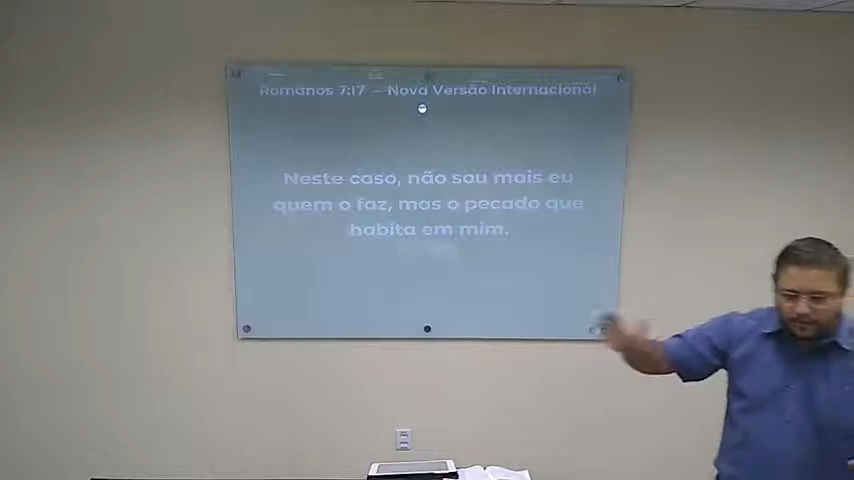 Romanos 7:17 – Nova Versão Internacional
Neste caso, não sou mais eu
quem o faz, mas o pecado que
habita em mim.